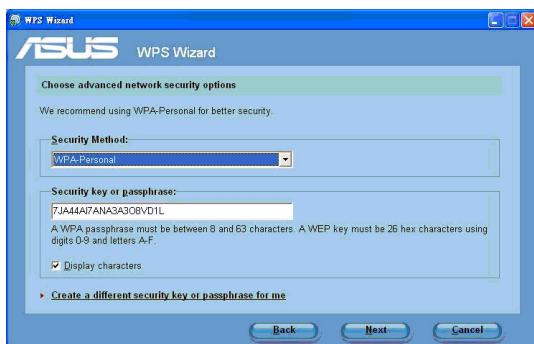 WPS Wizard
ASUS WPS Wizard
Choose advanced network security options
We recommend using WPA-Personal for better security.
Security Method:
WPA-Personal
Security key or passphrase:
7JA44AI7ANA3A3O8VD1L
A WPA passphrase must be between 8 and 63 characters. A WEP key must be 26 hex characters using
digits 0-9 and letters A-F.
Display characters
Create a different security key or passphrase for me
Back Next Cancel